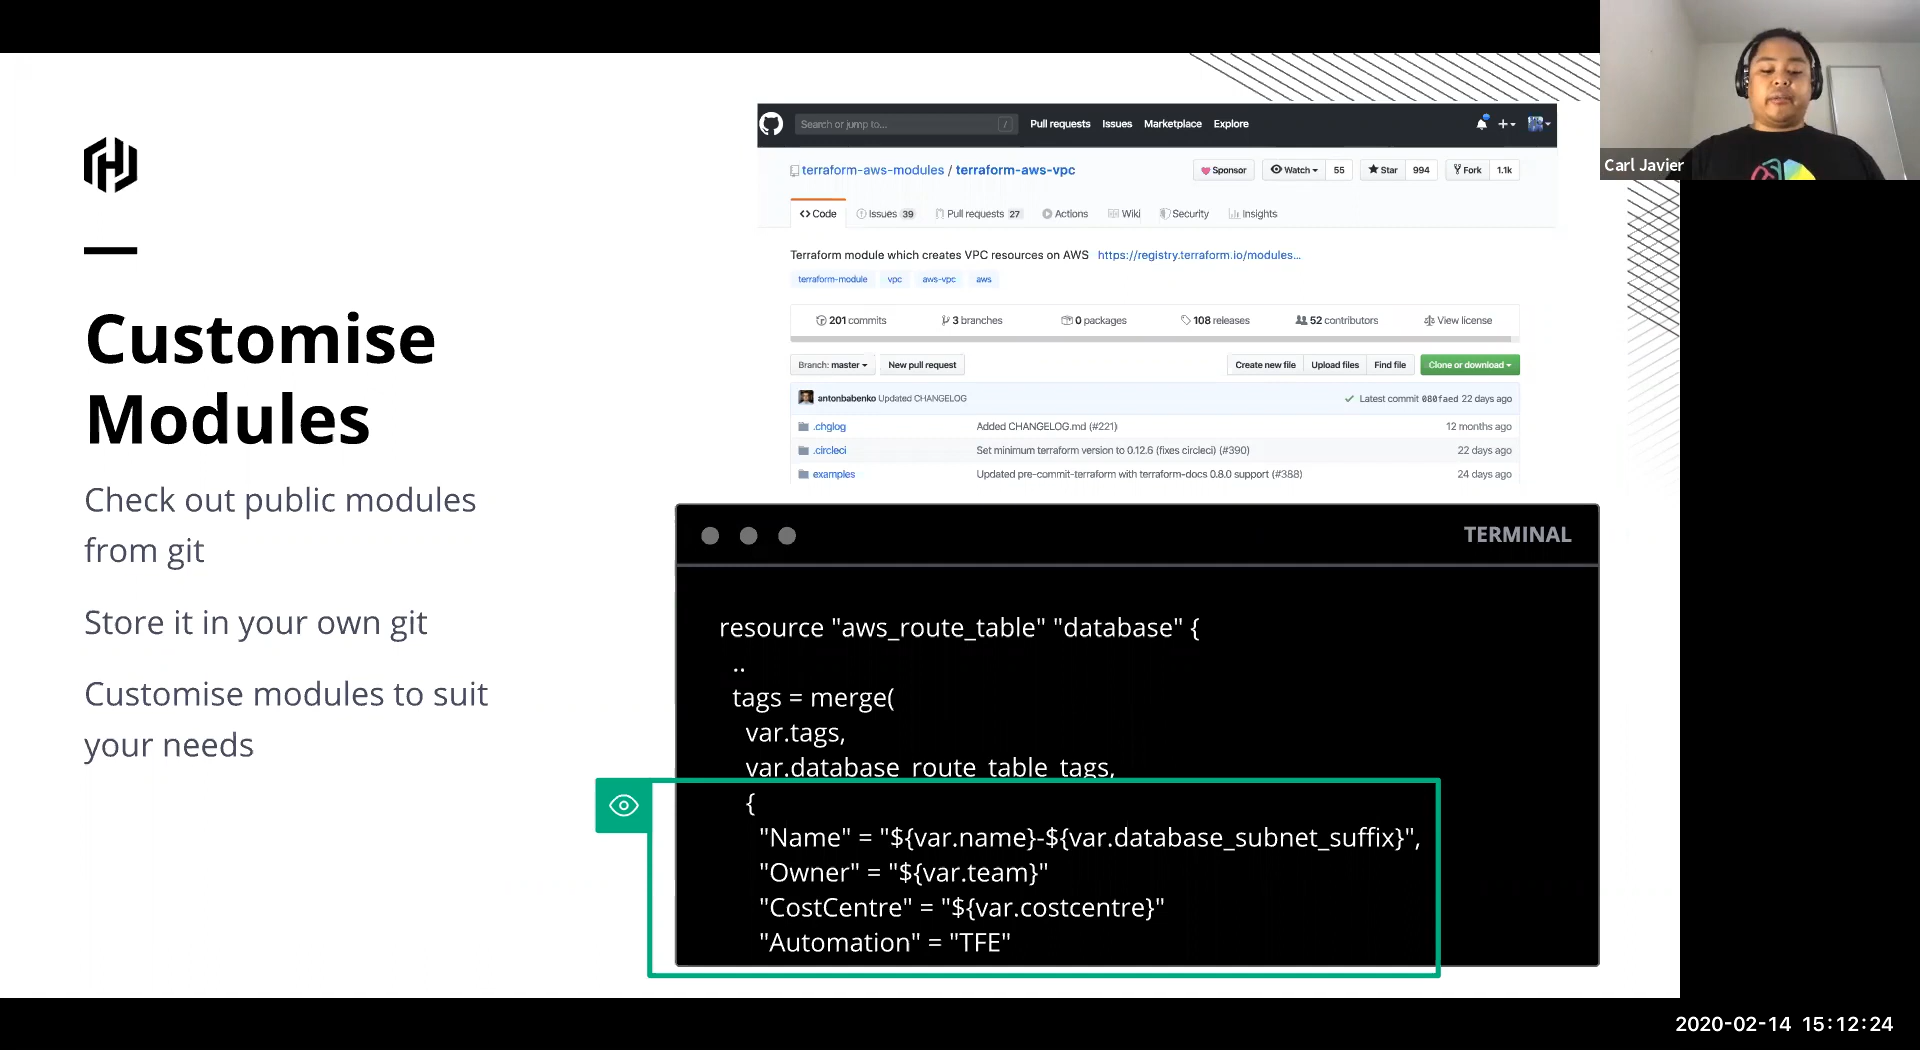 Carl Javier
Customise
Modules
Check out public modules
from git
Store it in your own git
Customise modules to suit
your needs
Search or jump to... / Pull requests Issues Marketplace Explore
terraform-aws-modules / terraform-aws-vpc Sponsor Watch 55 Star 994 Fork 1.1k
Code Issues 39 Pull requests 27 Actions Wiki Security Insights
Terraform module which creates VPC resources on AWS https://registry.terraform.io/modules...
terraform-module vpc aws-vpc aws
201 commits 3 branches 0 packages 108 releases 52 contributors View license
Branch: master New pull request Create new file Upload files Find file Clone or download
antonbabenko Updated CHANGELOG Latest commit 080faed 22 days ago
.chglog Added CHANGELOG.md (#221) 12 months ago
.circleci Set minimum terraform version to 0.12.6 (fixes circleci) (#390) 22 days ago
examples Updated pre-commit-terraform with terraform-docs 0.8.0 support (#388) 24 days ago
TERMINAL
resource "aws_route_table" "database" {
..
tags = merge(
var.tags,
var.database_route_table_tags,
{
"Name" = "${var.name}-${var.database_subnet_suffix}",
"Owner" = "${var.team}"
"CostCentre" = "${var.costcentre}"
"Automation" = "TFE"
2020-02-14 15:12:24